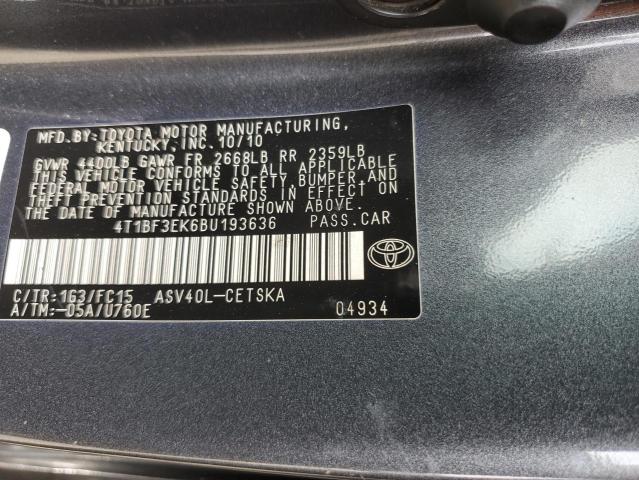 MFD.BY:TOYOTA MOTOR MANUFACTURING,
KENTUCKY,INC.10/10
GVWR 4400LB GAWR FR 2668LB RR 2359LB
THIS VEHICLE CONFORMS TO ALL APPLICABLE
FEDERAL MOTOR VEHICLE SAFETY BUMPER AND
THEFT PREVENTION STANDARDS IN EFFECT ON
THE DATE OF MANUFACTURE SHOWN ABOVE.
4T1BF3EK6BU193636 PASS.CAR
C/TR:1G3/FC15 ASV40L-CETSKA
A/TM:-05A/U760E 04934